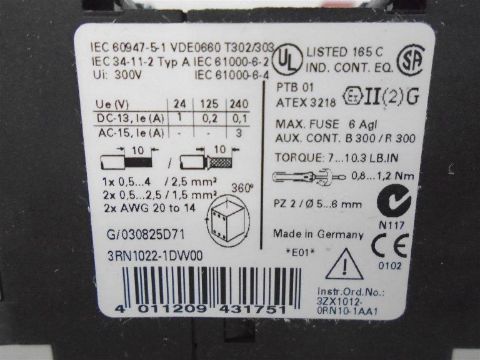 IEC 60947-5-1 VDE0660 T302/303
IEC 34-11-2 Typ A IEC 61000-6-2
Ui: 300V IEC 61000-6-4
UL LISTED 165 C
IND. CONT. EQ.
PTB 01
ATEX 3218 Ex II(2)G
Ue (V) 24 125 240
DC-13, Ie (A) 1 0,2 0,1
AC-15, Ie (A) - - 3
MAX. FUSE 6 Agl
AUX. CONT. B 300 / R 300
TORQUE: 7...10.3 LB.IN
0,8...1,2 Nm
PZ 2 / Ø 5...6 mm
10 / 10
1x 0,5...4 / 2,5 mm²
2x 0,5...2,5 / 1,5 mm²
2x AWG 20 to 14
360°
N117
G/030825D71
Made in Germany
*E01*
CE
0102
3RN1022-1DW00
4 011209 431751
Instr.Ord.No.:
3ZX1012-
0RN10-1AA1